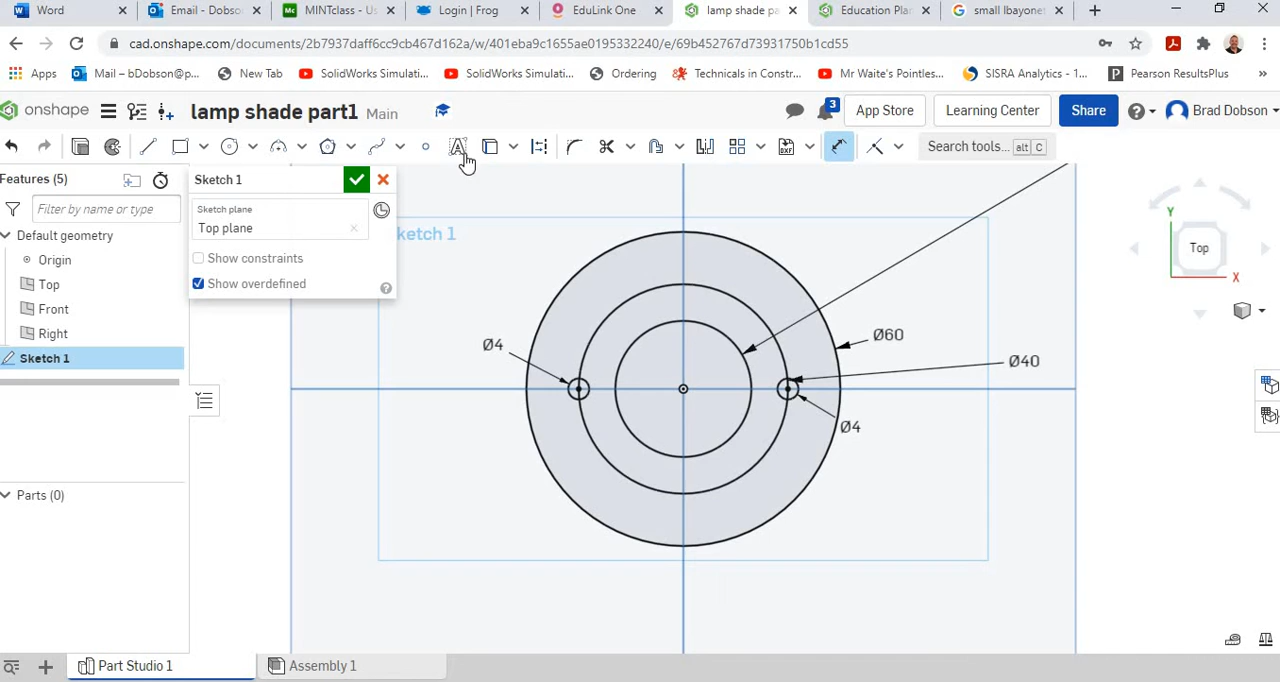 Word
Email - Dobso
MINTclass - Us
Login | Frog
EduLink One
lamp shade pa
Education Plan
small lbayone
cad.onshape.com/documents/2b7937daff6cc9cb467d162a/w/401eba9c1655ae0195332240/e/69b452767d73931750b1cd55
Apps
Mail – bDobson@p...
New Tab
SolidWorks Simulati...
SolidWorks Simulati...
Ordering
Technicals in Constr...
Mr Waite's Pointles...
SISRA Analytics - 1...
Pearson ResultsPlus
»
onshape
lamp shade part1 Main
3
App Store
Learning Center
Share
Brad Dobson
Search tools... alt C
Features (5)
Filter by name or type
Default geometry
Origin
Top
Front
Right
Sketch 1
Parts (0)
Sketch 1
Sketch plane
Top plane
Show constraints
Show overdefined
ketch 1
Ø4
Ø60
Ø40
Ø4
Y
Top
X
Part Studio 1
Assembly 1